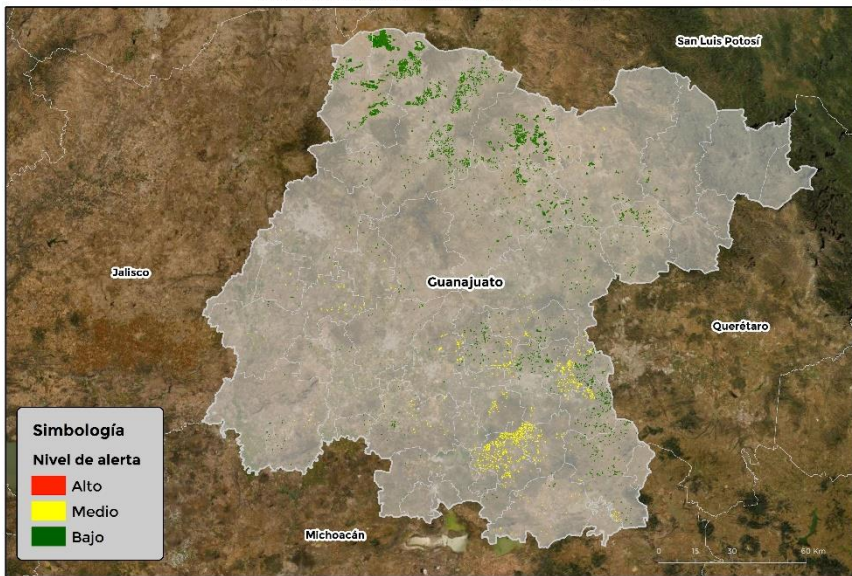 San Luis Potosí
Jalisco
Guanajuato
Querétaro
Simbología
Nivel de alerta
Alto
Medio
Bajo
Michoacán
0 15 30 60 Km